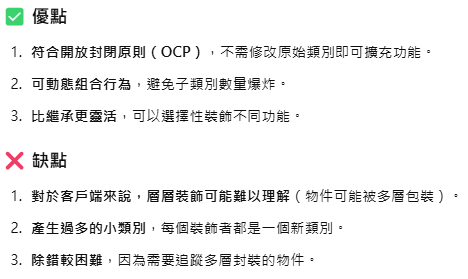 ✅ 優點
1. 符合開放封閉原則（OCP），不需修改原始類別即可擴充功能。
2. 可動態組合行為，避免子類別數量爆炸。
3. 比繼承更靈活，可以選擇性裝飾不同功能。
❌ 缺點
1. 對於客戶端來說，層層裝飾可能難以理解（物件可能被多層包裝）。
2. 產生過多的小類別，每個裝飾者都是一個新類別。
3. 除錯較困難，因為需要追蹤多層封裝的物件。